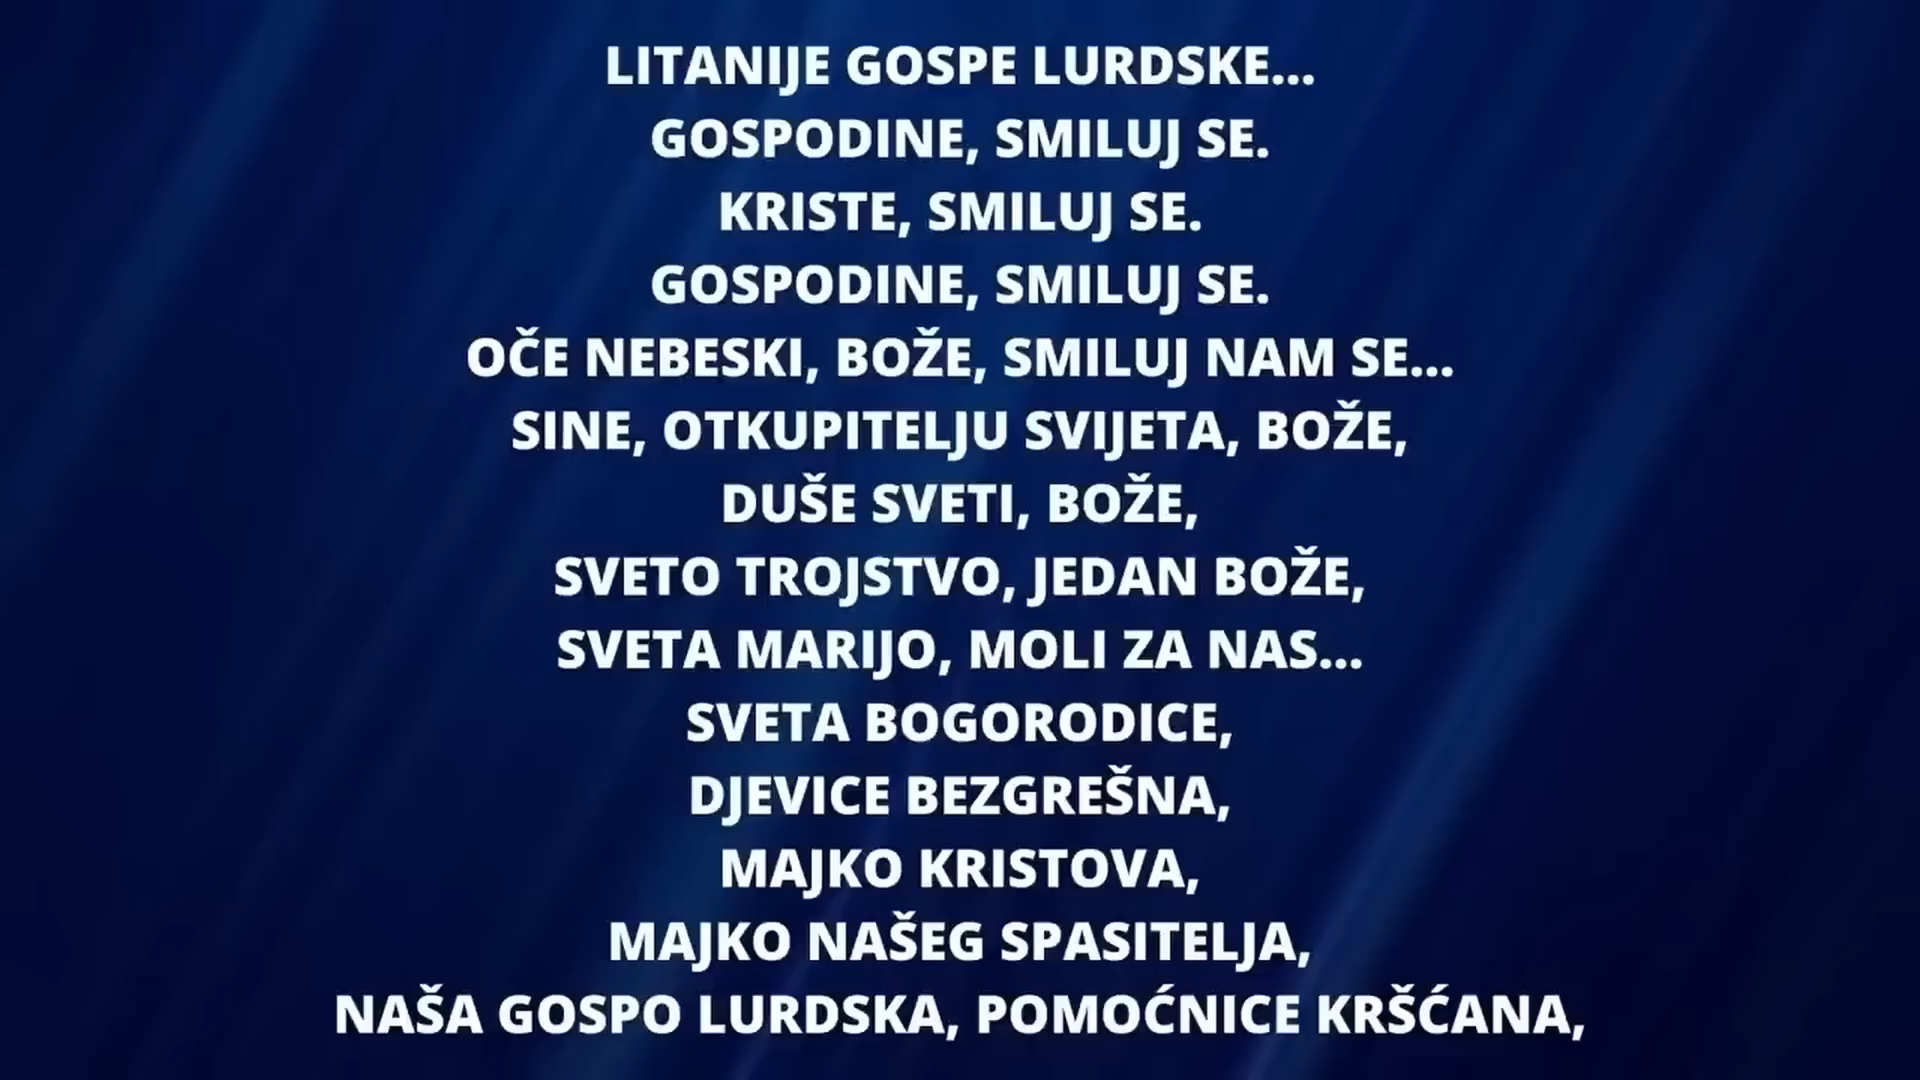 LITANIJE GOSPE LURDSKE...
GOSPODINE, SMILUJ SE.
KRISTE, SMILUJ SE.
GOSPODINE, SMILUJ SE.
OČE NEBESKI, BOŽE, SMILUJ NAM SE...
SINE, OTKUPITELJU SVIJETA, BOŽE,
DUŠE SVETI, BOŽE,
SVETO TROJSTVO, JEDAN BOŽE,
SVETA MARIJO, MOLI ZA NAS...
SVETA BOGORODICE,
DJEVICE BEZGREŠNA,
MAJKO KRISTOVA,
MAJKO NAŠEG SPASITELJA,
NAŠA GOSPO LURDSKA, POMOĆNICE KRŠĆANA,